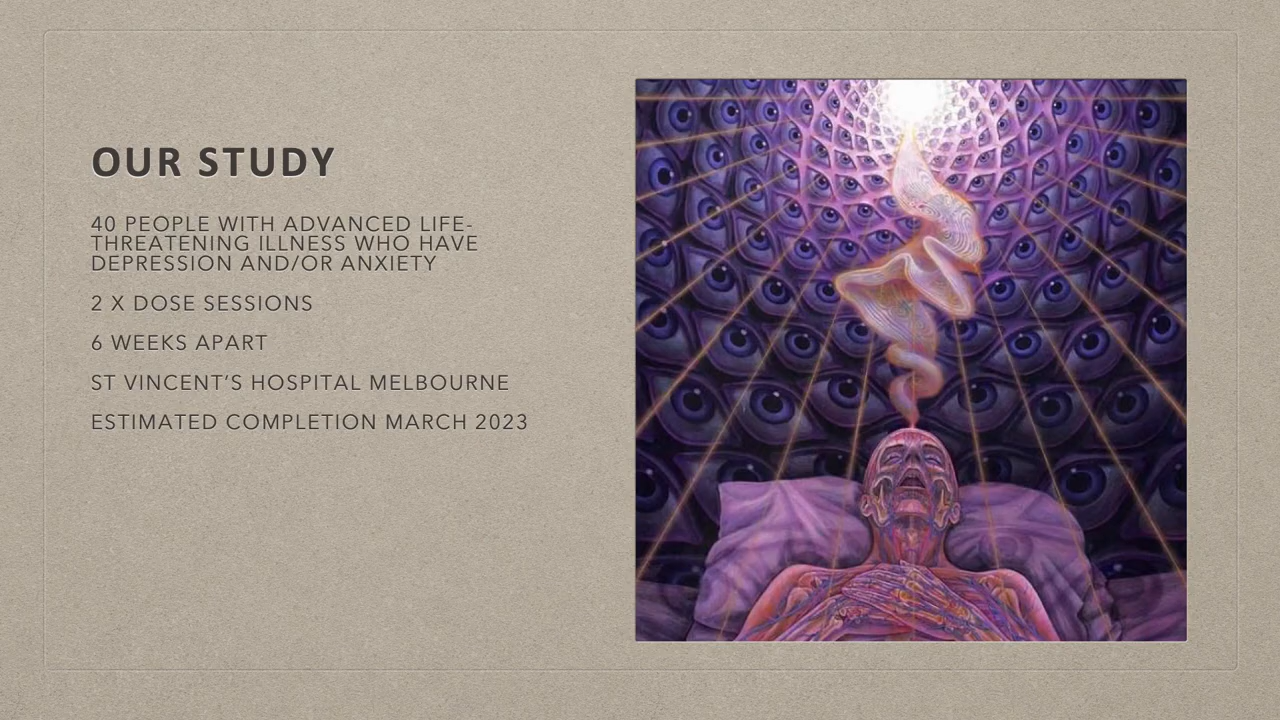 OUR STUDY
40 PEOPLE WITH ADVANCED LIFE-
THREATENING ILLNESS WHO HAVE
DEPRESSION AND/OR ANXIETY
2 X DOSE SESSIONS
6 WEEKS APART
ST VINCENT’S HOSPITAL MELBOURNE
ESTIMATED COMPLETION MARCH 2023